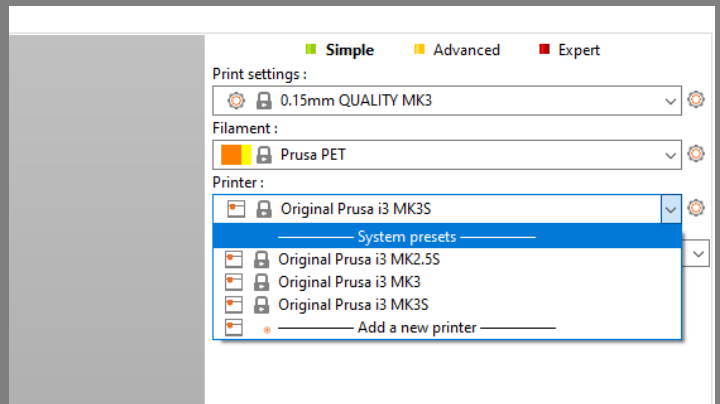 Simple Advanced Expert
Print settings :
0.15mm QUALITY MK3
Filament :
Prusa PET
Printer :
Original Prusa i3 MK3S
System presets
Original Prusa i3 MK2.5S
Original Prusa i3 MK3
Original Prusa i3 MK3S
Add a new printer